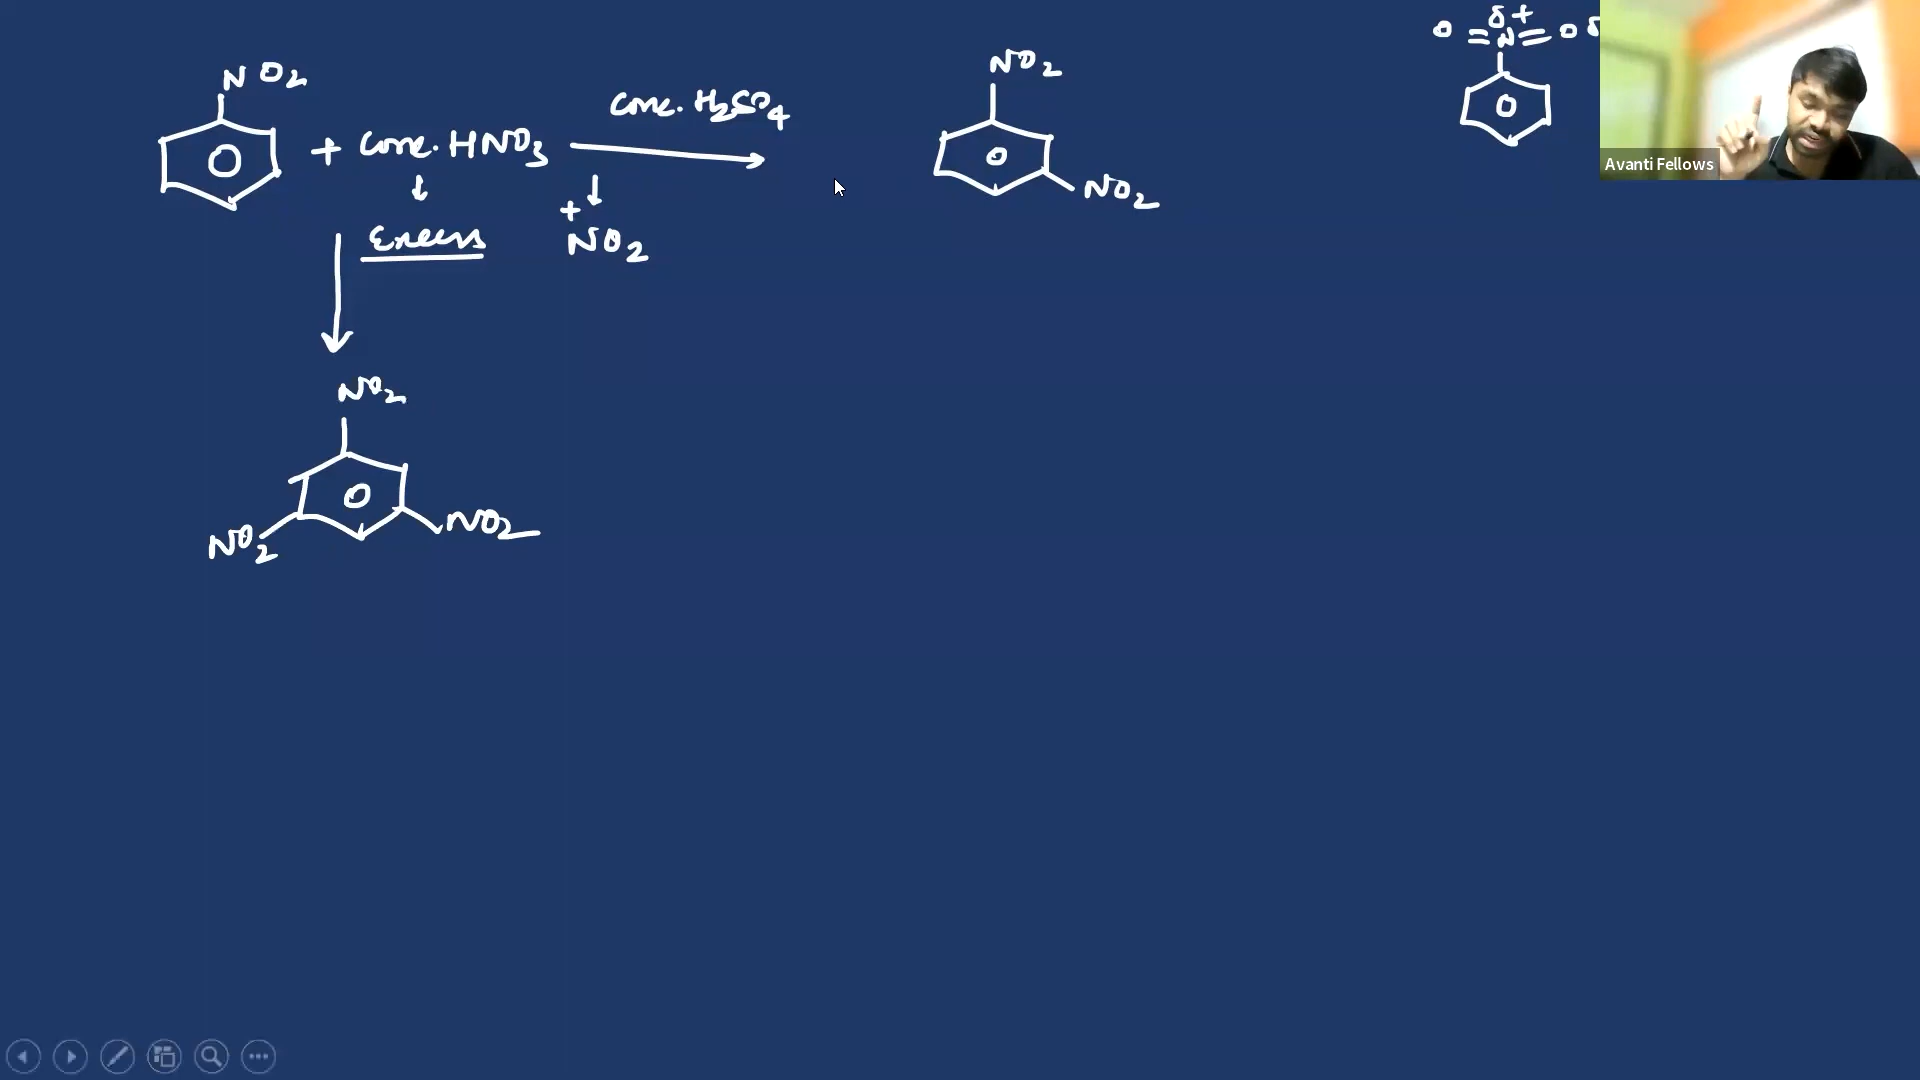 NO2
+ conc. HNO3
conc. H2SO4
↓
Excess
↓
+
NO2
NO2
NO2
δ+
O = N = O δ
Avanti Fellows
NO2
NO2
NO2